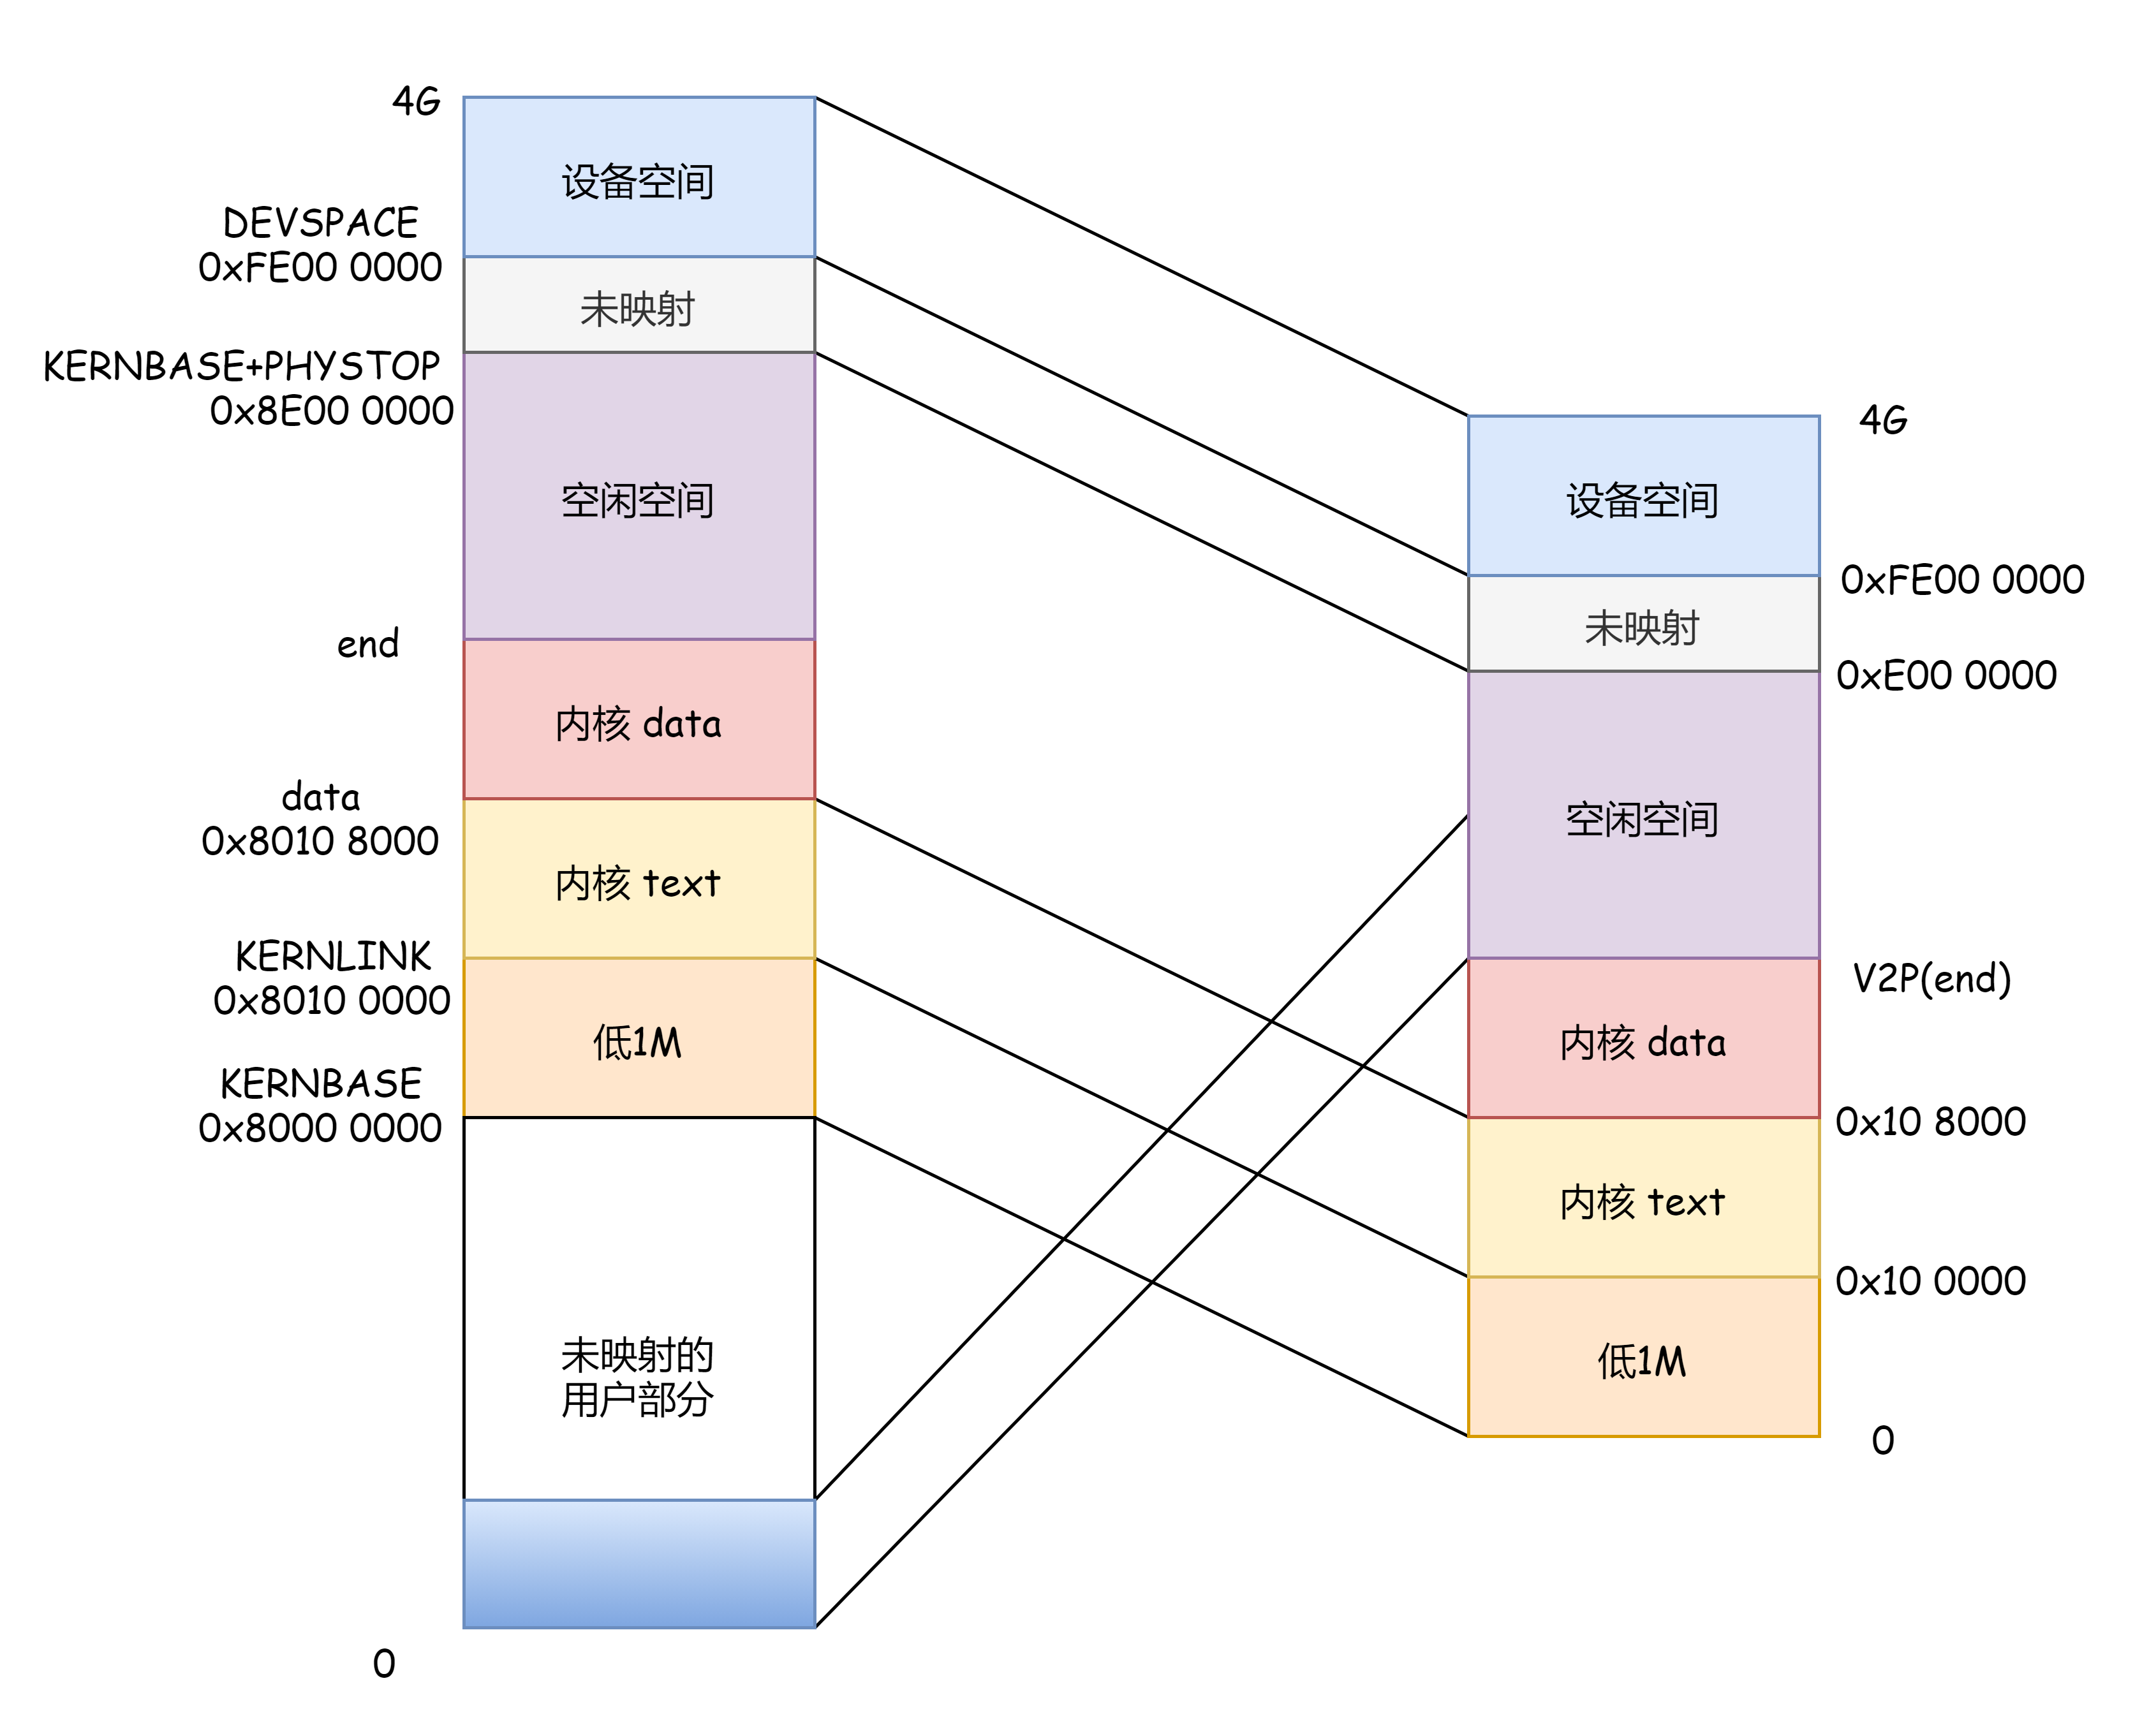 4G
设备空间
DEVSPACE
0xFE00 0000
未映射
KERNBASE+PHYSTOP
0x8E00 0000
空闲空间
end
内核 data
data
0x8010 8000
内核 text
KERNLINK
0x8010 0000
低1M
KERNBASE
0x8000 0000
未映射的
用户部分
0
4G
设备空间
0xFE00 0000
未映射
0xE00 0000
空闲空间
V2P(end)
内核 data
0x10 8000
内核 text
0x10 0000
低1M
0